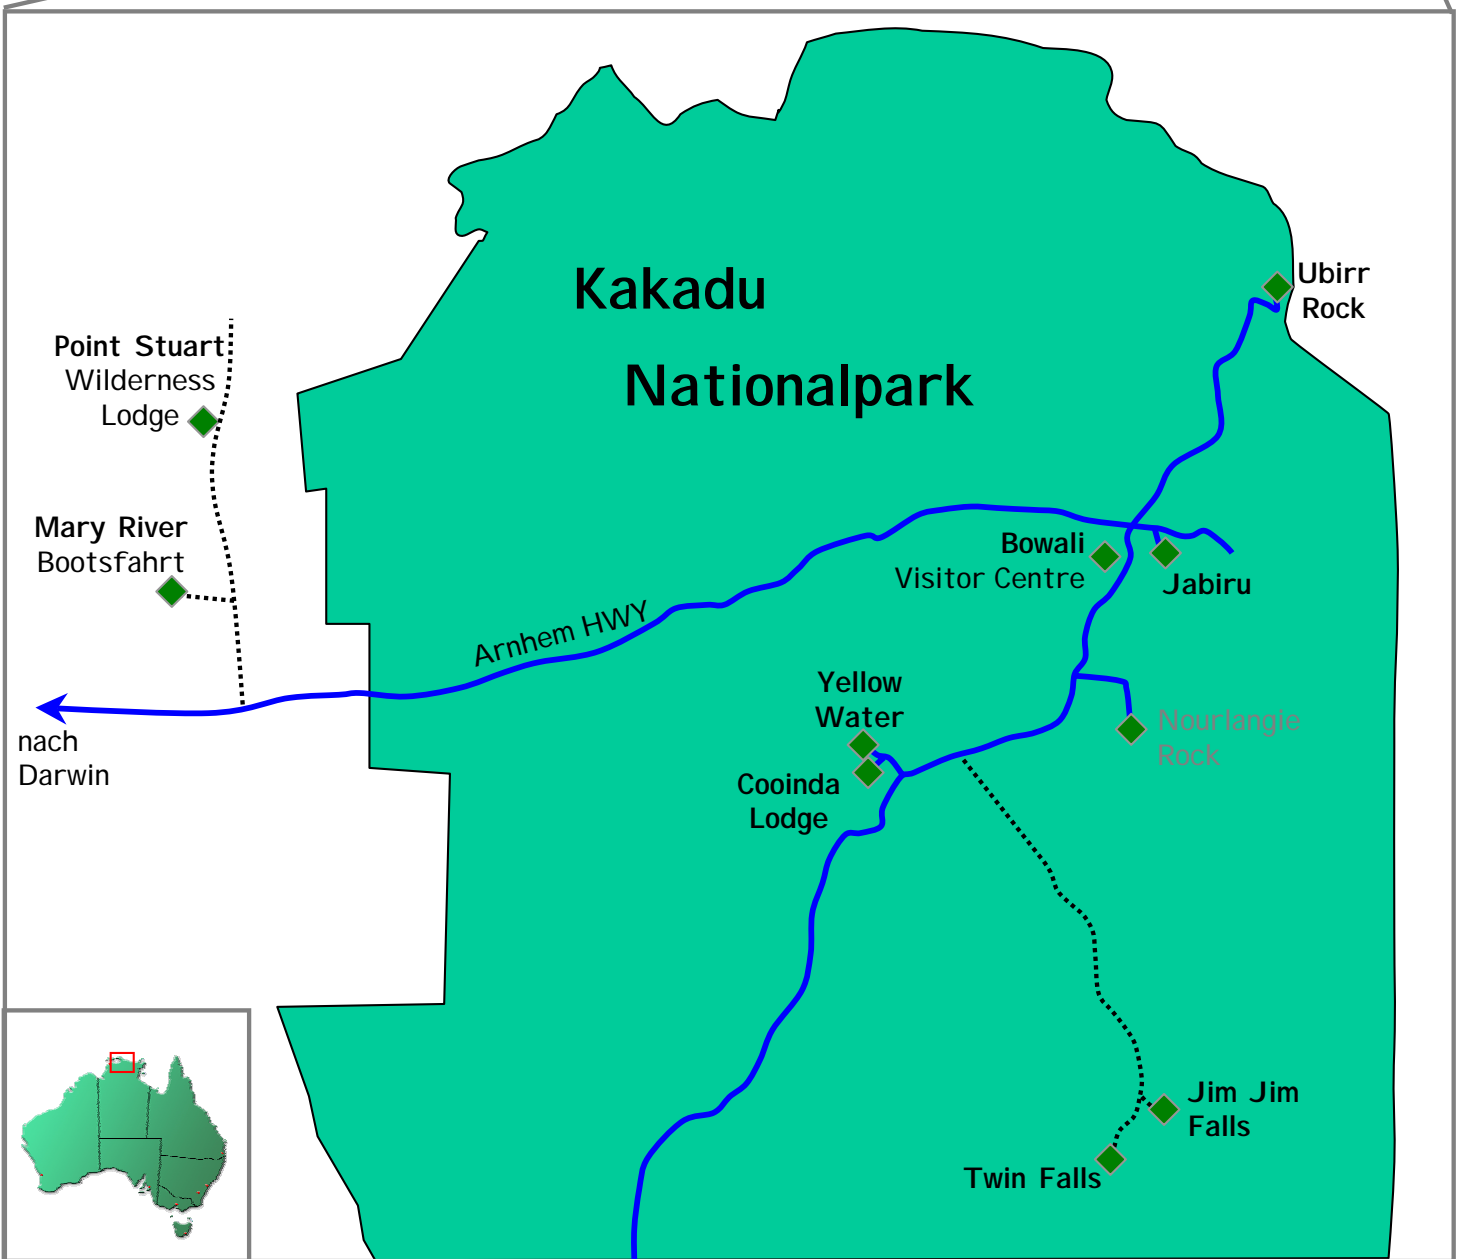 Kakadu
Nationalpark
Ubirr
Rock
Point Stuart
Wilderness
Lodge
Mary River
Bootsfahrt
Bowali
Visitor Centre
Jabiru
Arnhem HWY
Yellow
Water
Nourlangie
Rock
nach
Darwin
Cooinda
Lodge
Jim Jim
Falls
Twin Falls